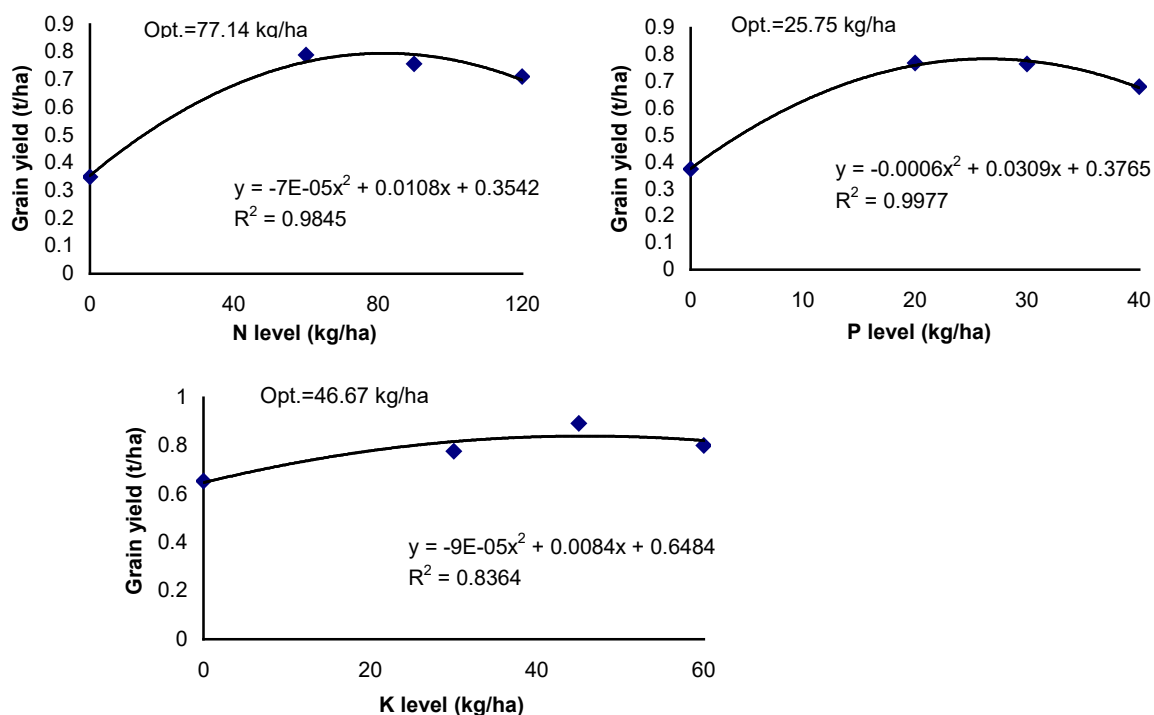 Opt.=77.14 kg/ha
Grain yield (t/ha)
0.9
0.8
0.7
0.6
0.5
0.4
0.3
0.2
0.1
0
y = -7E-05x² + 0.0108x + 0.3542
R² = 0.9845
0 40 80 120
N level (kg/ha)
Opt.=25.75 kg/ha
Grain yield (t/ha)
0.9
0.8
0.7
0.6
0.5
0.4
0.3
0.2
0.1
0
y = -0.0006x² + 0.0309x + 0.3765
R² = 0.9977
0 10 20 30 40
P level (kg/ha)
Opt.=46.67 kg/ha
Grain yield (t/ha)
1
0.8
0.6
0.4
0.2
0
y = -9E-05x² + 0.0084x + 0.6484
R² = 0.8364
0 20 40 60
K level (kg/ha)